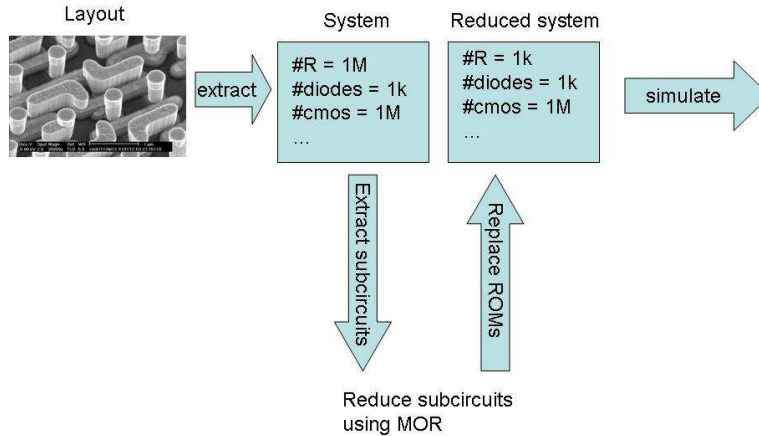 Layout
System
Reduced system
extract
#R = 1M
#diodes = 1k
#cmos = 1M
...
#R = 1k
#diodes = 1k
#cmos = 1M
...
simulate
Extract subcircuits
Replace ROMs
Reduce subcircuits
using MOR